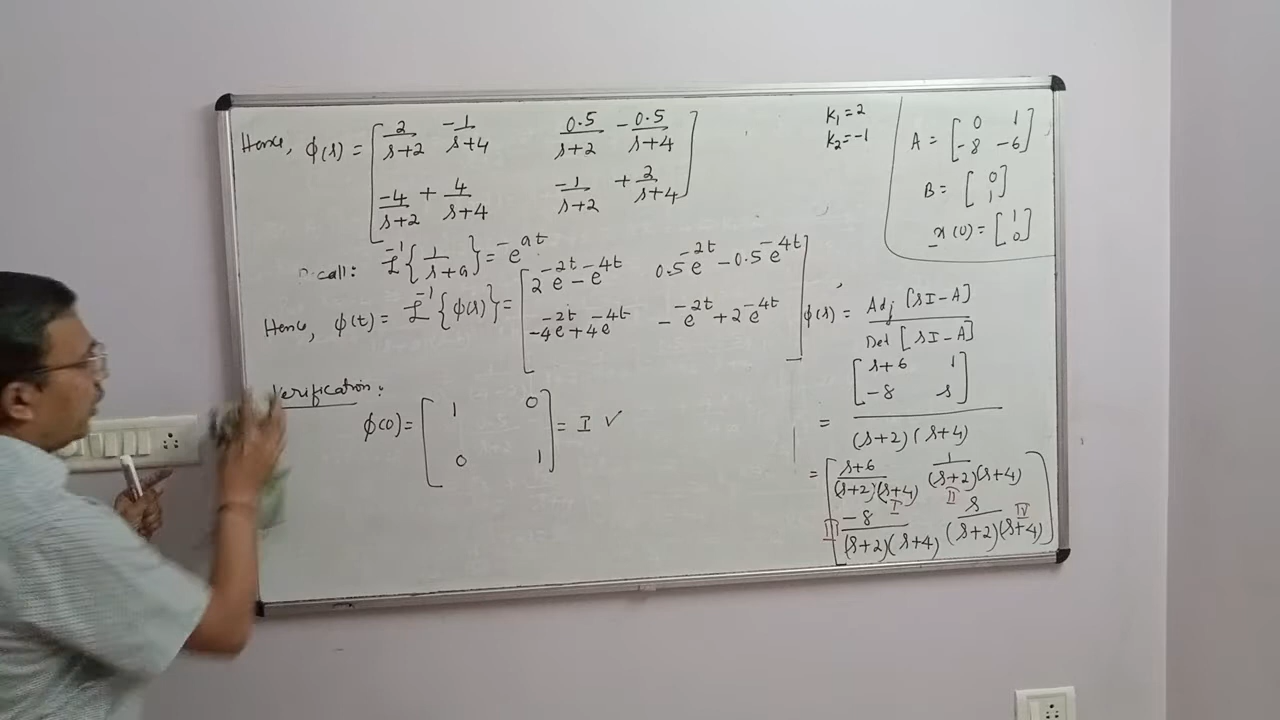 Hence, ϕ(s) = [ 2/(s+2) -1/(s+4)   0.5/(s+2) - 0.5/(s+4)
-4/(s+2) + 4/(s+4)   -1/(s+2) + 2/(s+4) ]
call: ℒ⁻¹{1/(s+a)} = e^-at
Hence, ϕ(t) = ℒ⁻¹{ϕ(s)} = [ 2e^-2t - e^-4t   0.5e^-2t - 0.5e^-4t
-4e^-2t + 4e^-4t   -e^-2t + 2e^-4t ]
Verification:
ϕ(0) = [ 1   0
0   1 ] = I ✓
K₁=2
K₂=-1
A = [ 0   1
-8   -6 ]
B = [ 0
1 ]
x(0) = [ 1
0 ]
ϕ(s) = Adj [sI-A]
Det [sI-A]
= [ s+6   1
-8   s ]
(s+2)(s+4)
= [ (s+6)/(s+2)(s+4) I   1/(s+2)(s+4) II
III -8/(s+2)(s+4)   s/(s+2)(s+4) IV ]